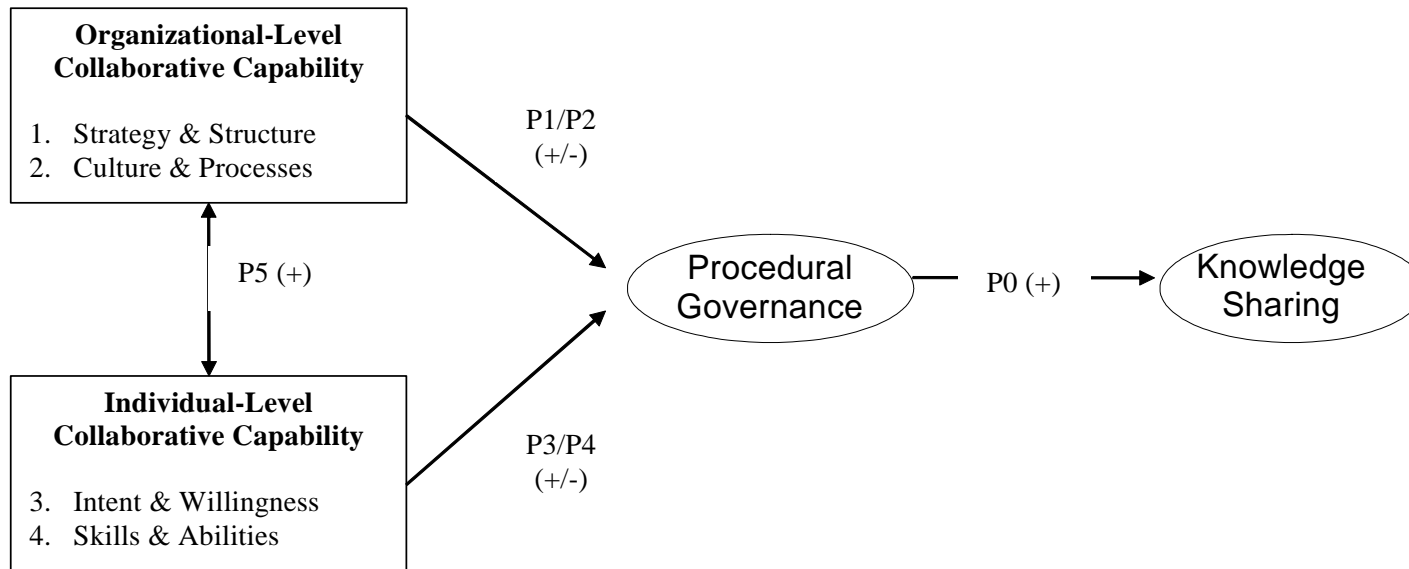 Organizational-Level
Collaborative Capability
1. Strategy & Structure
2. Culture & Processes
P1/P2
(+/-)
P5 (+)
Procedural
Governance
P0 (+)
Knowledge
Sharing
Individual-Level
Collaborative Capability
3. Intent & Willingness
4. Skills & Abilities
P3/P4
(+/-)